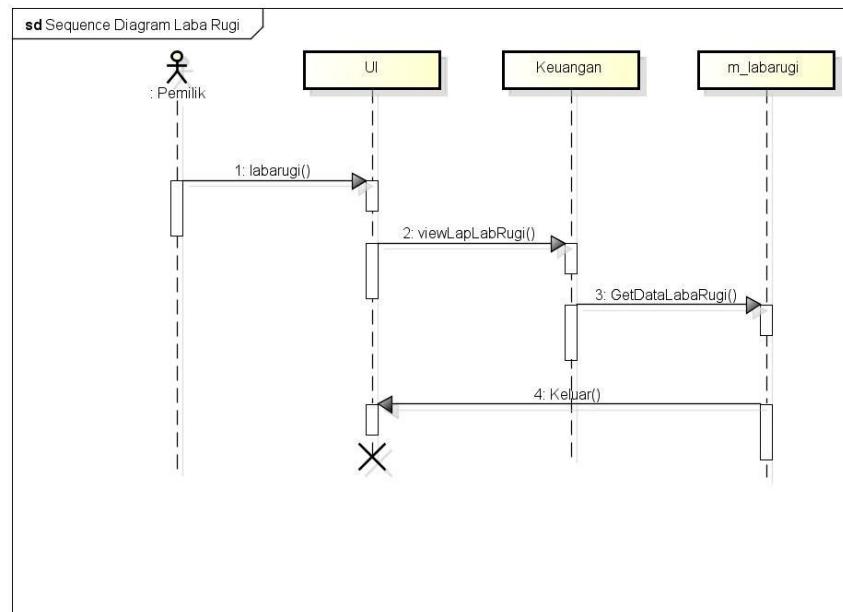 sd Sequence Diagram Laba Rugi
: Pemilik
UI
Keuangan
m_labarugi
1: labarugi()
2: viewLapLabRugi()
3: GetDataLabaRugi()
4: Keluar()